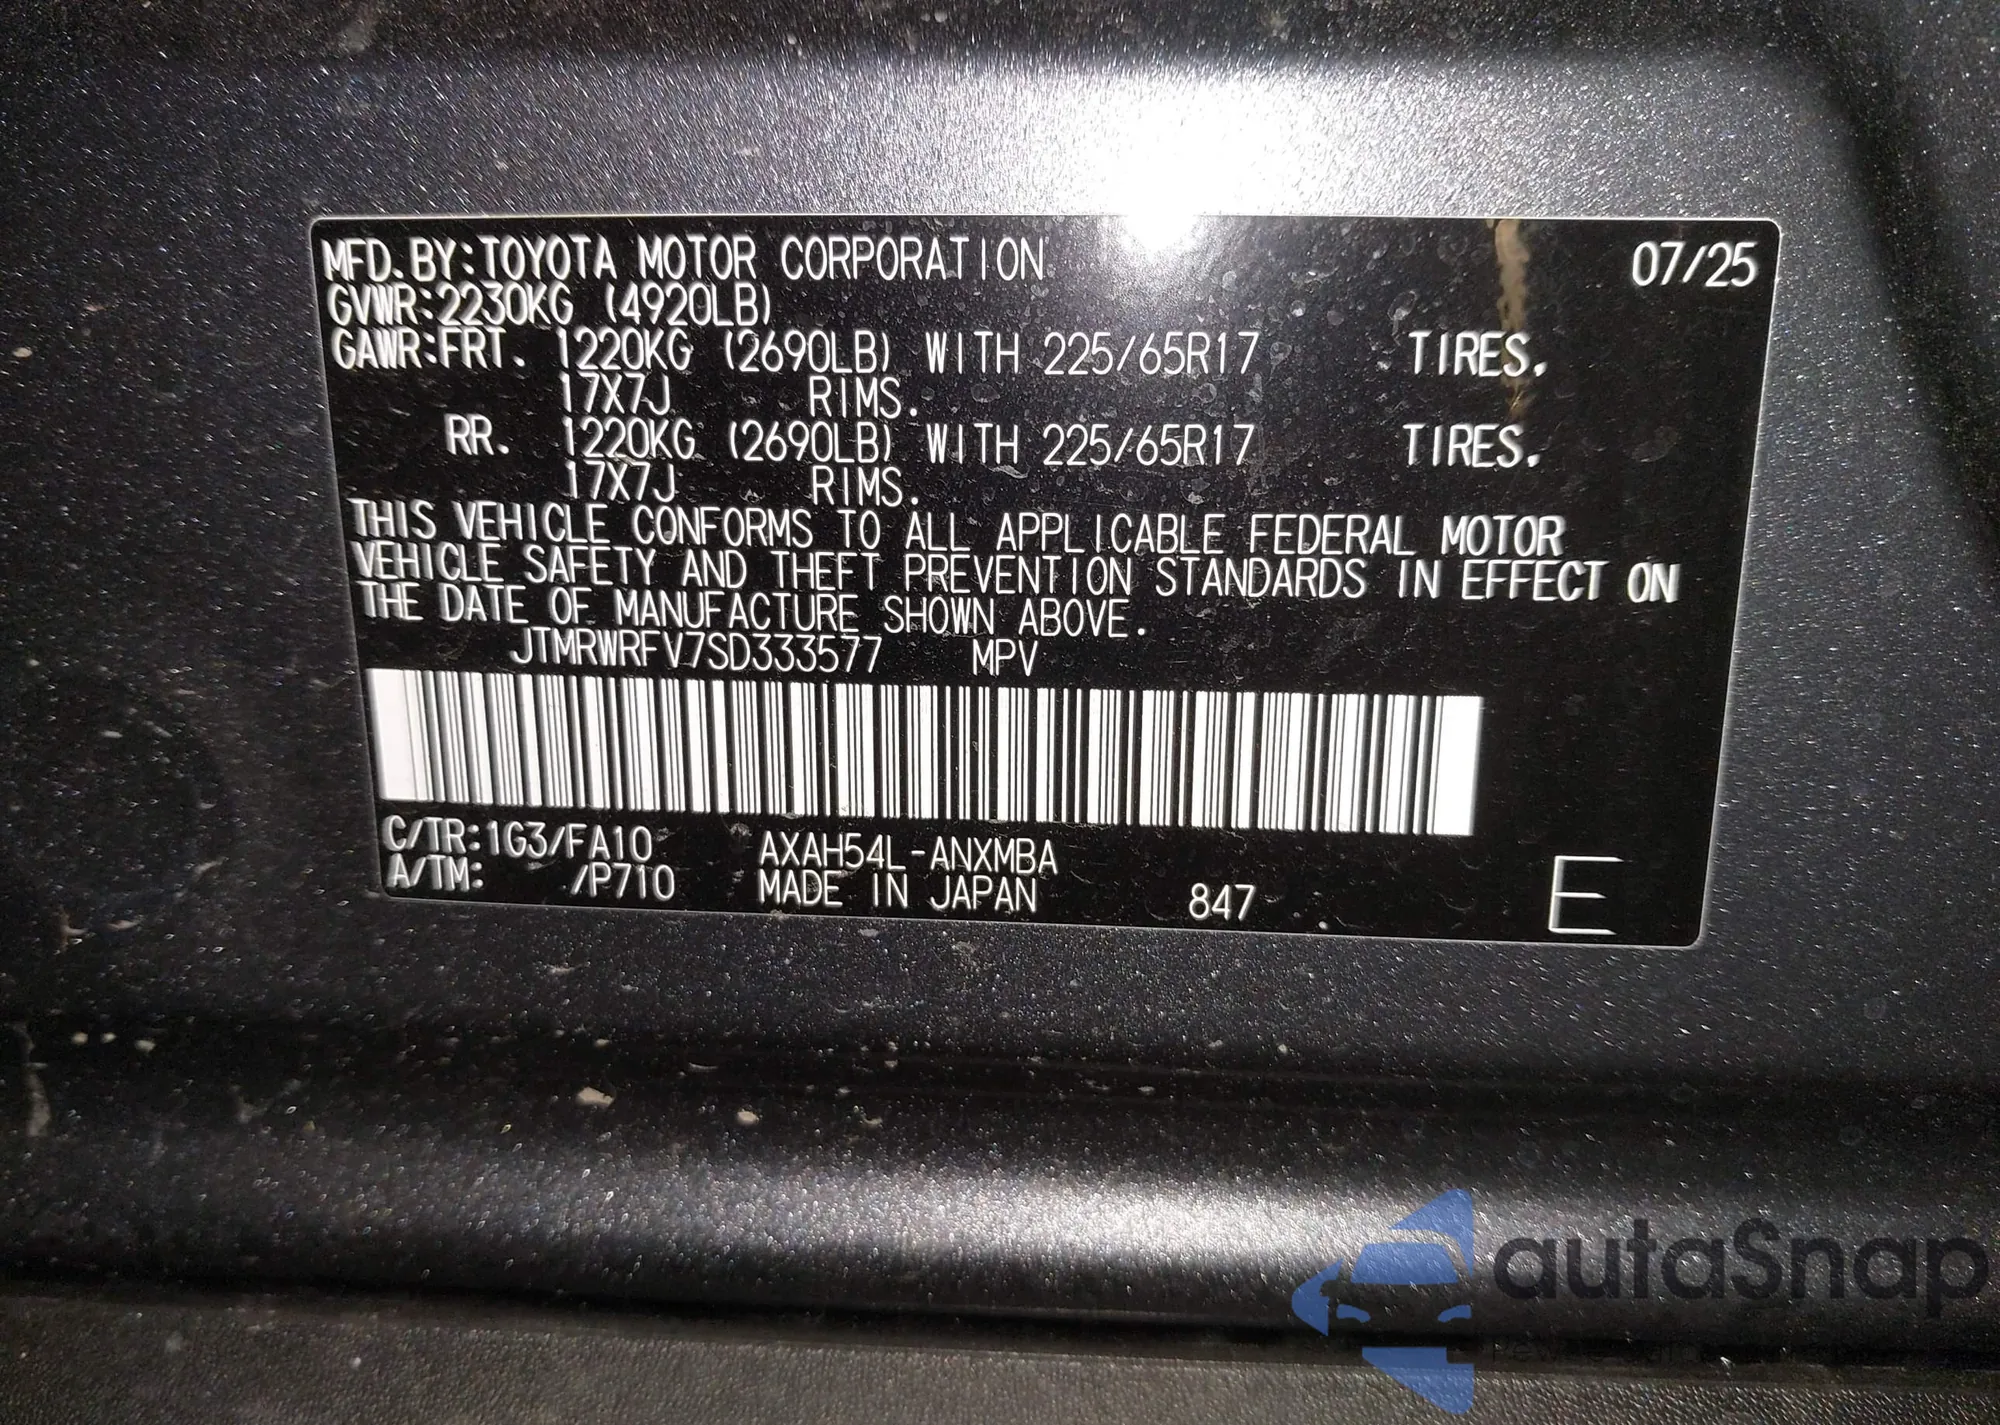 MFD. BY: TOYOTA MOTOR CORPORATION 07/25
GVWR: 2230KG (4920LB)
GAWR: FRT. 1220KG (2690LB) WITH 225/65R17 TIRES.
17X7J RIMS.
RR. 1220KG (2690LB) WITH 225/65R17 TIRES.
17X7J RIMS.
THIS VEHICLE CONFORMS TO ALL APPLICABLE FEDERAL MOTOR
VEHICLE SAFETY AND THEFT PREVENTION STANDARDS IN EFFECT ON
THE DATE OF MANUFACTURE SHOWN ABOVE.
JTMRWRFV7SD333577 MPV
C/TR: 1G3/FA10 AXAH54L-ANXMBA
A/TM: /P710 MADE IN JAPAN 847 E
autaSnap